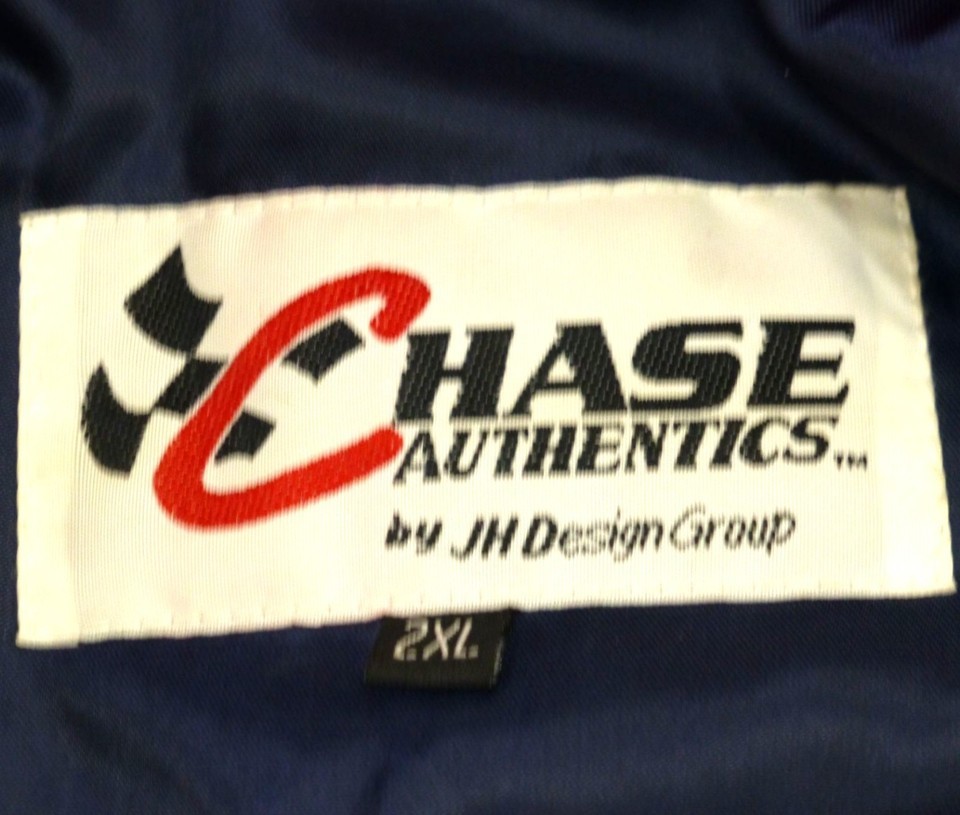 CHASE
AUTHENTICS™
by JH Design Group
2XL